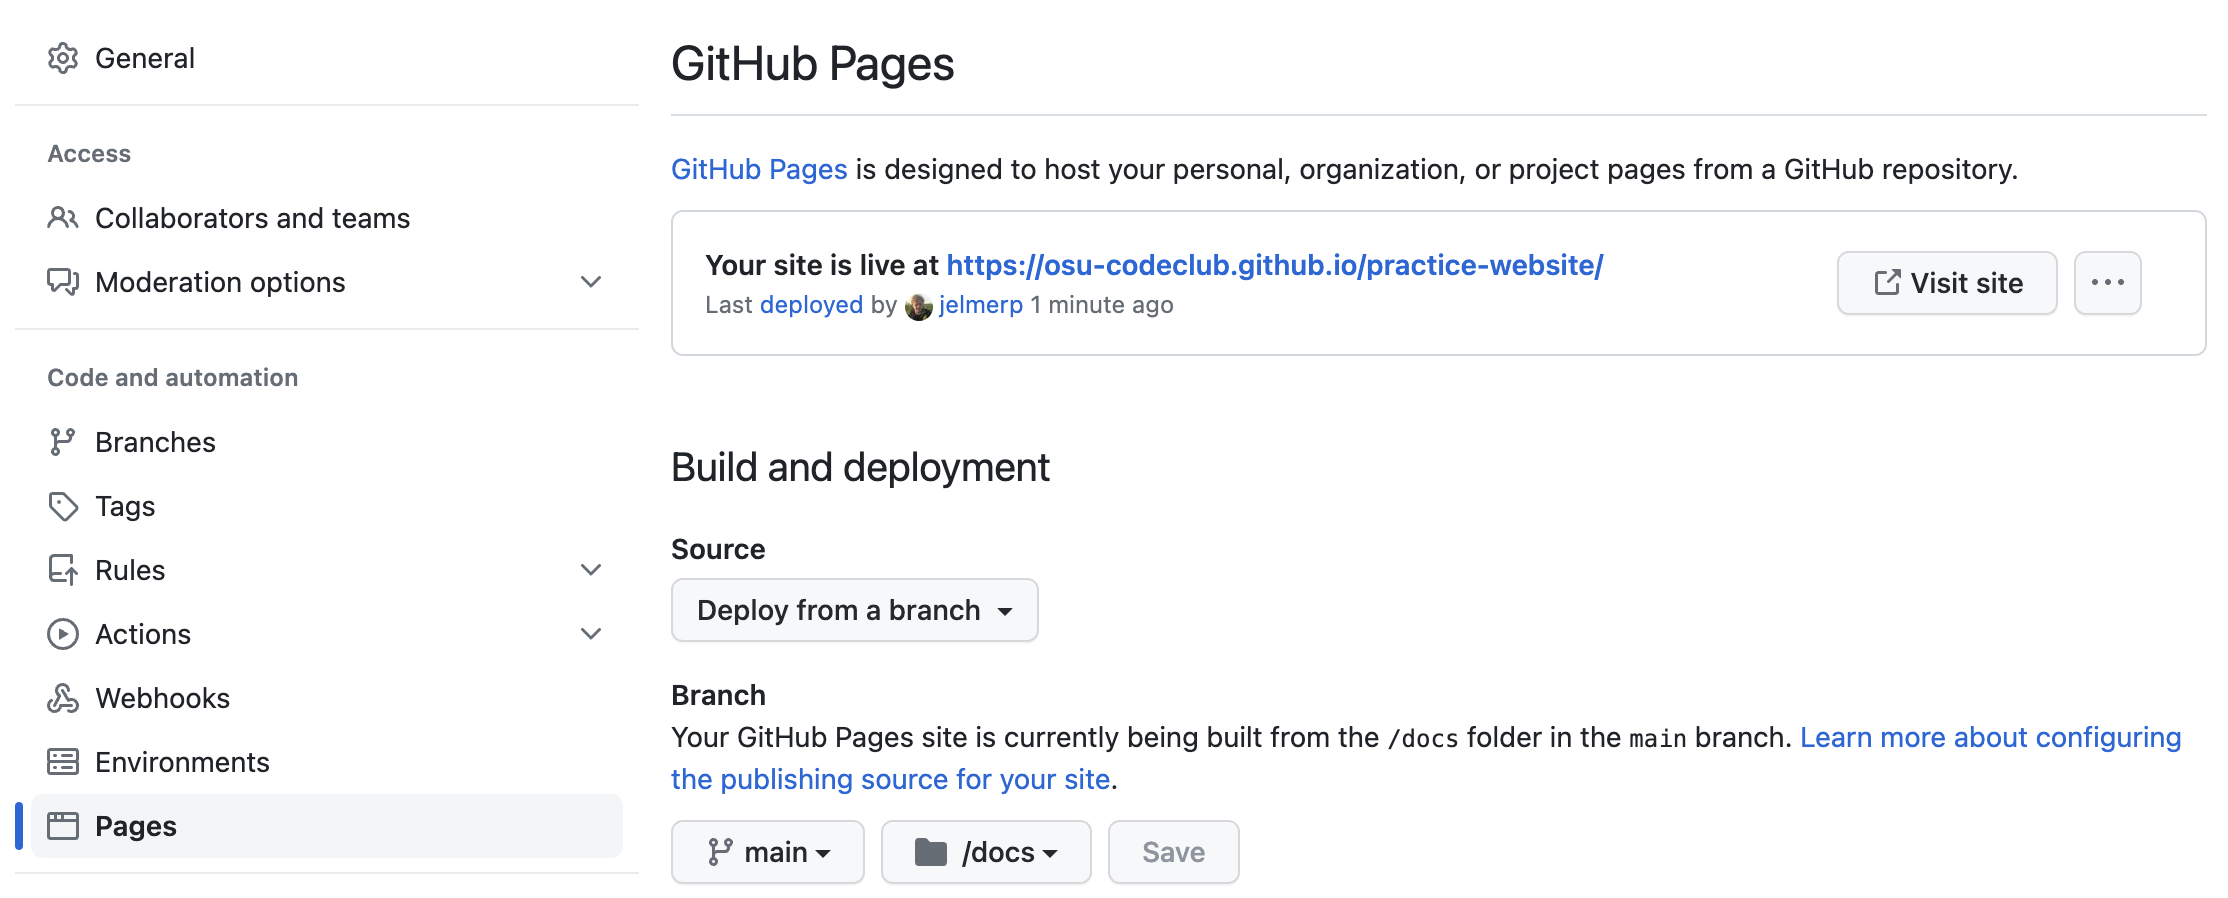 General
Access
Collaborators and teams
Moderation options
Code and automation
Branches
Tags
Rules
Actions
Webhooks
Environments
Pages
GitHub Pages
GitHub Pages is designed to host your personal, organization, or project pages from a GitHub repository.
Your site is live at https://osu-codeclub.github.io/practice-website/
Last deployed by jelmerp 1 minute ago
Visit site
Build and deployment
Source
Deploy from a branch
Branch
Your GitHub Pages site is currently being built from the /docs folder in the main branch. Learn more about configuring
the publishing source for your site.
main /docs Save